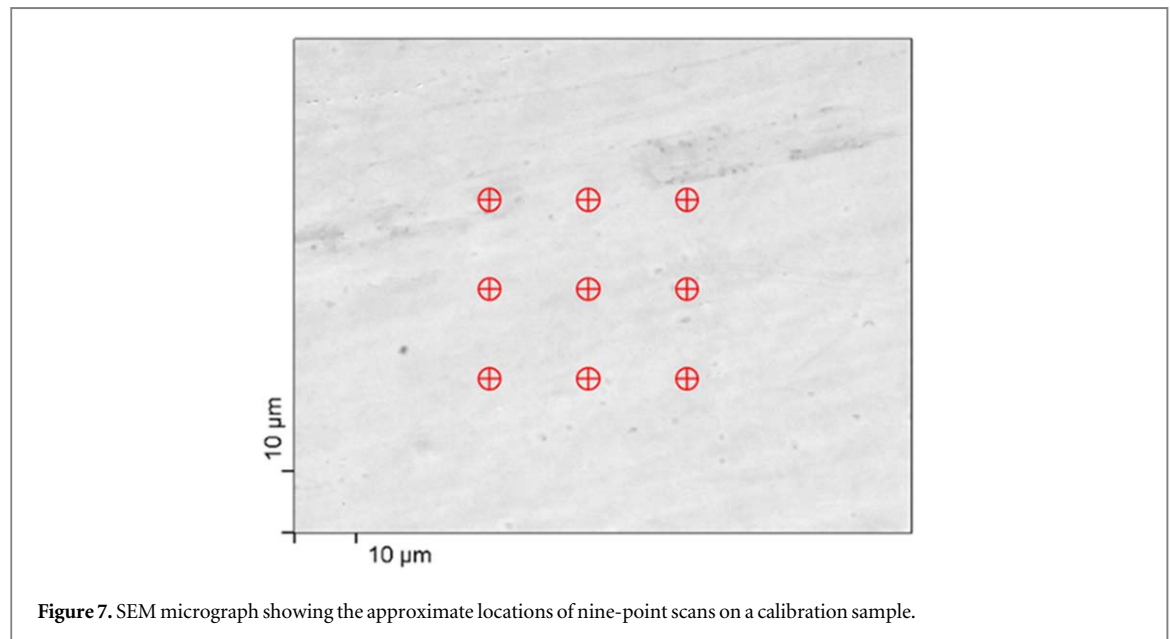 10 µm
10 µm
Figure 7. SEM micrograph showing the approximate locations of nine-point scans on a calibration sample.